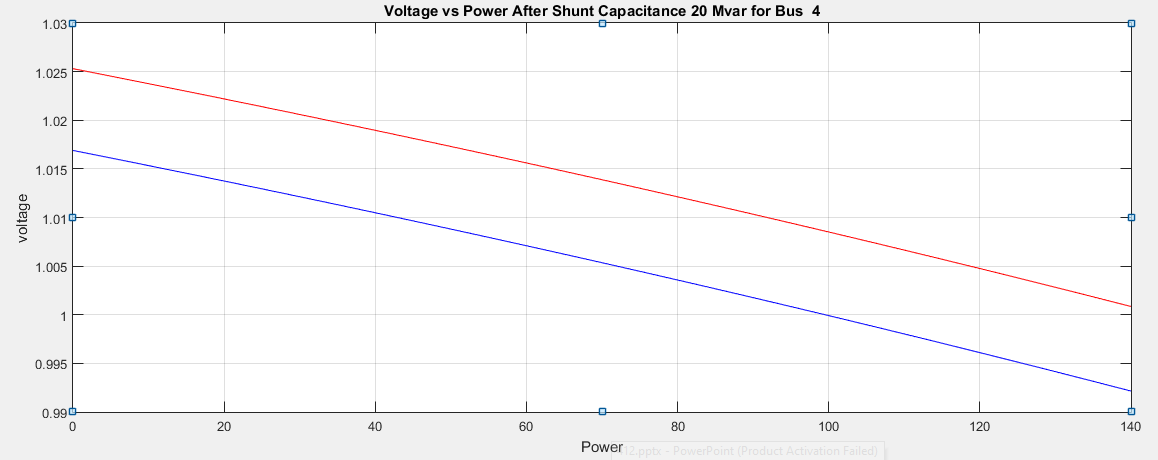 Voltage vs Power After Shunt Capacitance 20 Mvar for Bus  4
1.03
1.025
1.02
1.015
1.01
1.005
1
0.995
0.99
voltage
0 20 40 60 80 100 120 140
Power
12.pptx - PowerPoint (Product Activation Failed)